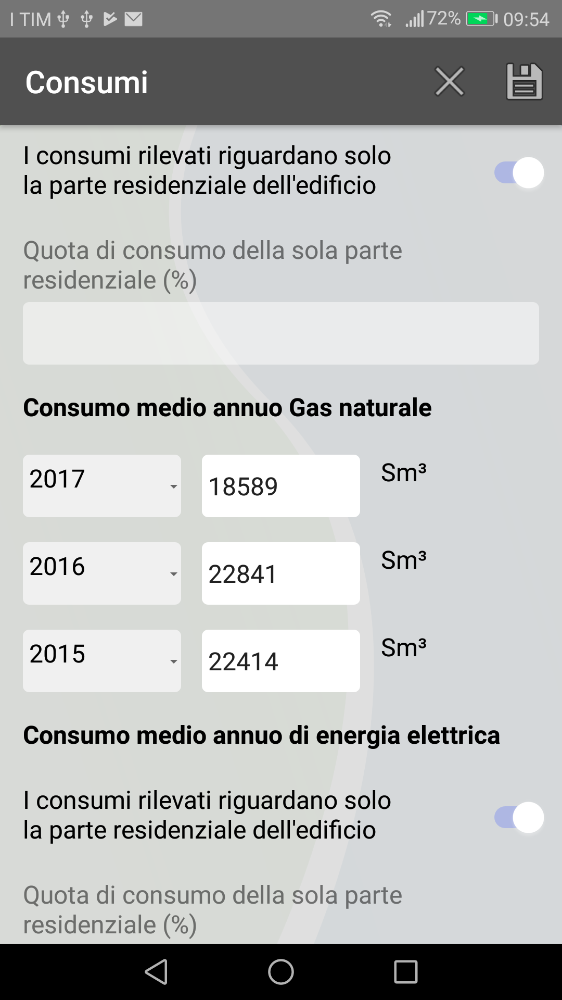 I TIM 72% 09:54
Consumi
I consumi rilevati riguardano solo
la parte residenziale dell'edificio
Quota di consumo della sola parte
residenziale (%)
Consumo medio annuo Gas naturale
2017 18589 Sm³
2016 22841 Sm³
2015 22414 Sm³
Consumo medio annuo di energia elettrica
I consumi rilevati riguardano solo
la parte residenziale dell'edificio
Quota di consumo della sola parte
residenziale (%)